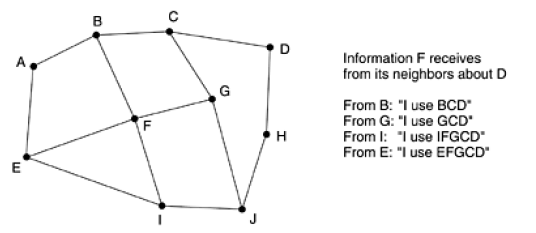 C
B
D
A
G
F
H
E
I
J
Information F receives
from its neighbors about D
From B: "I use BCD"
From G: "I use GCD"
From I: "I use IFGCD"
From E: "I use EFGCD"